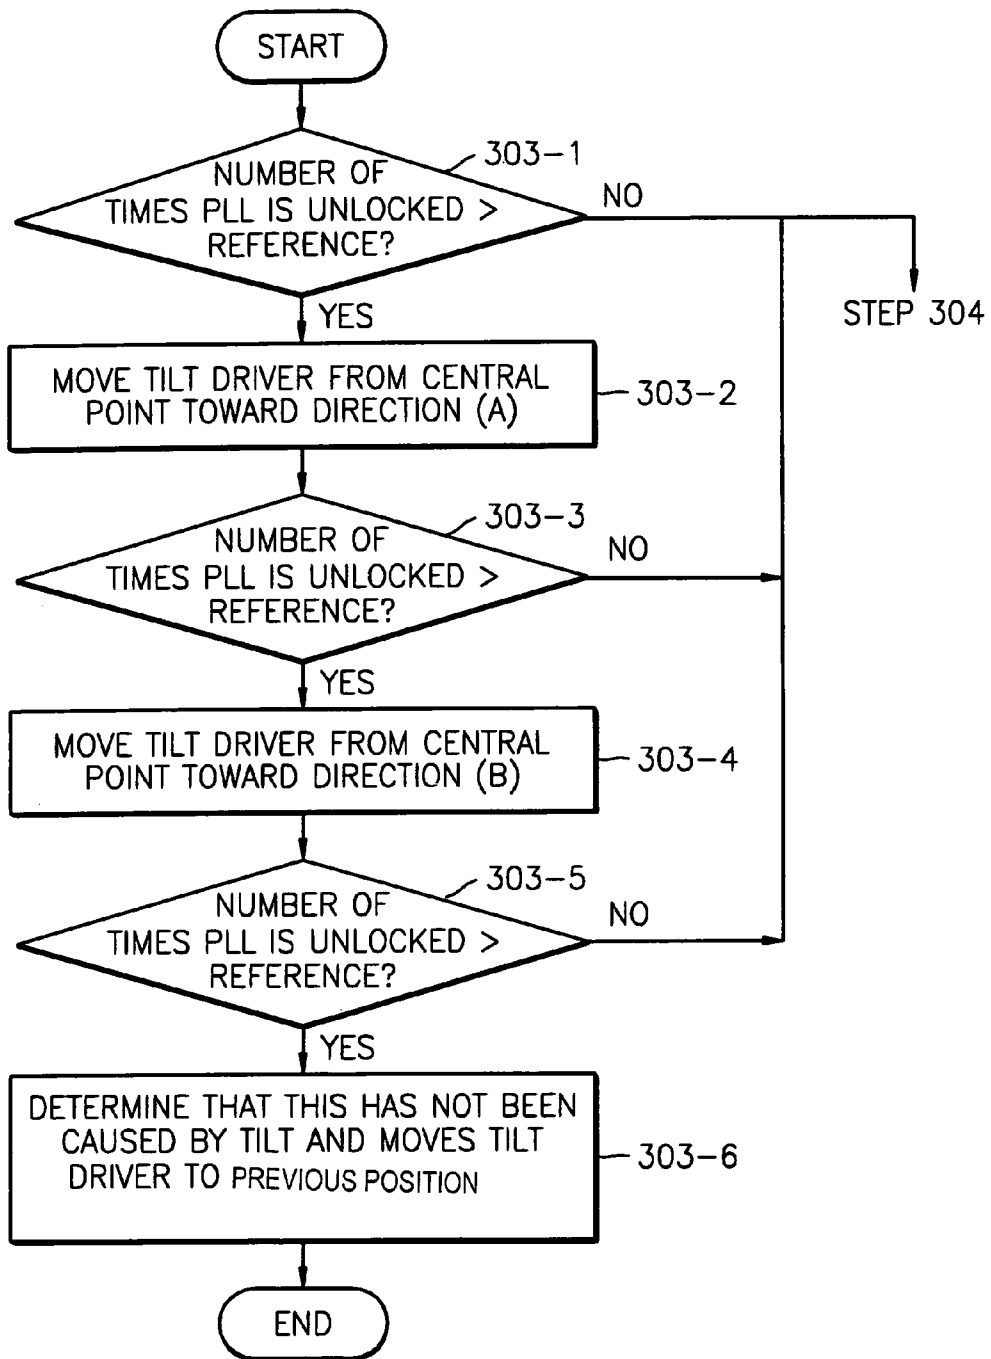 START
303-1
NUMBER OF
TIMES PLL IS UNLOCKED >
REFERENCE?
NO
STEP 304
YES
MOVE TILT DRIVER FROM CENTRAL
POINT TOWARD DIRECTION (A)
303-2
303-3
NUMBER OF
TIMES PLL IS UNLOCKED >
REFERENCE?
NO
YES
MOVE TILT DRIVER FROM CENTRAL
POINT TOWARD DIRECTION (B)
303-4
303-5
NUMBER OF
TIMES PLL IS UNLOCKED >
REFERENCE?
NO
YES
DETERMINE THAT THIS HAS NOT BEEN
CAUSED BY TILT AND MOVES TILT
DRIVER TO PREVIOUS POSITION
303-6
END